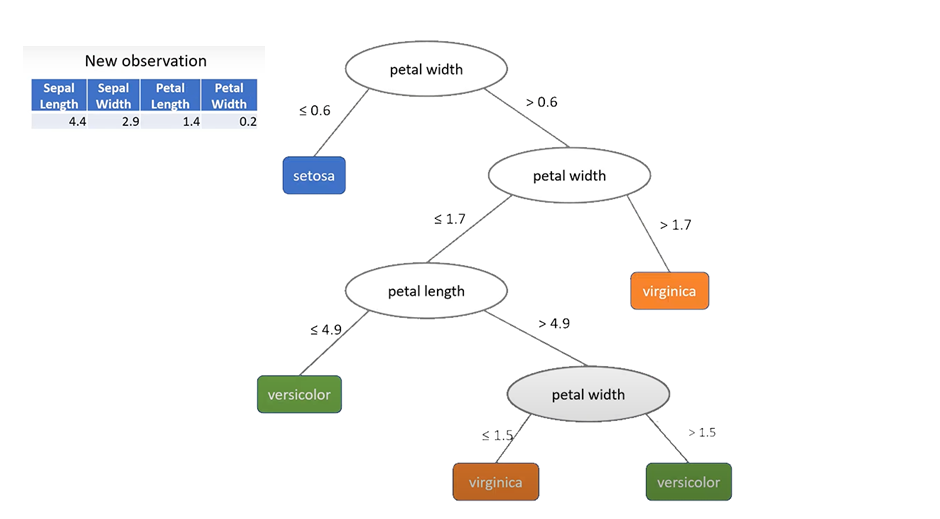 New observation
Sepal Length Sepal Width Petal Length Petal Width
4.4 2.9 1.4 0.2
petal width
≤ 0.6
> 0.6
setosa
petal width
≤ 1.7
> 1.7
petal length
virginica
≤ 4.9
> 4.9
versicolor
petal width
≤ 1.5
> 1.5
virginica
versicolor